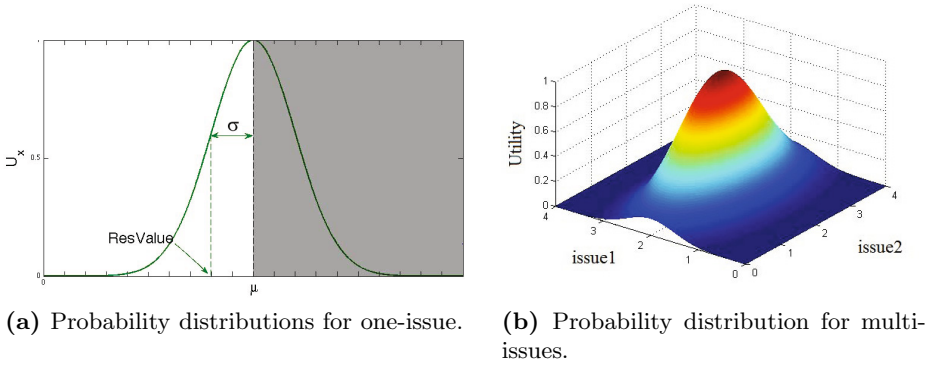 1
0.5
0
0
U_x
σ
ResValue
μ
1
0.8
0.6
0.4
0.2
0
Utility
4
3
2
1
0
issue1
0
1
2
3
4
issue2
(a) Probability distributions for one-issue.
(b) Probability distribution for multi-
issues.